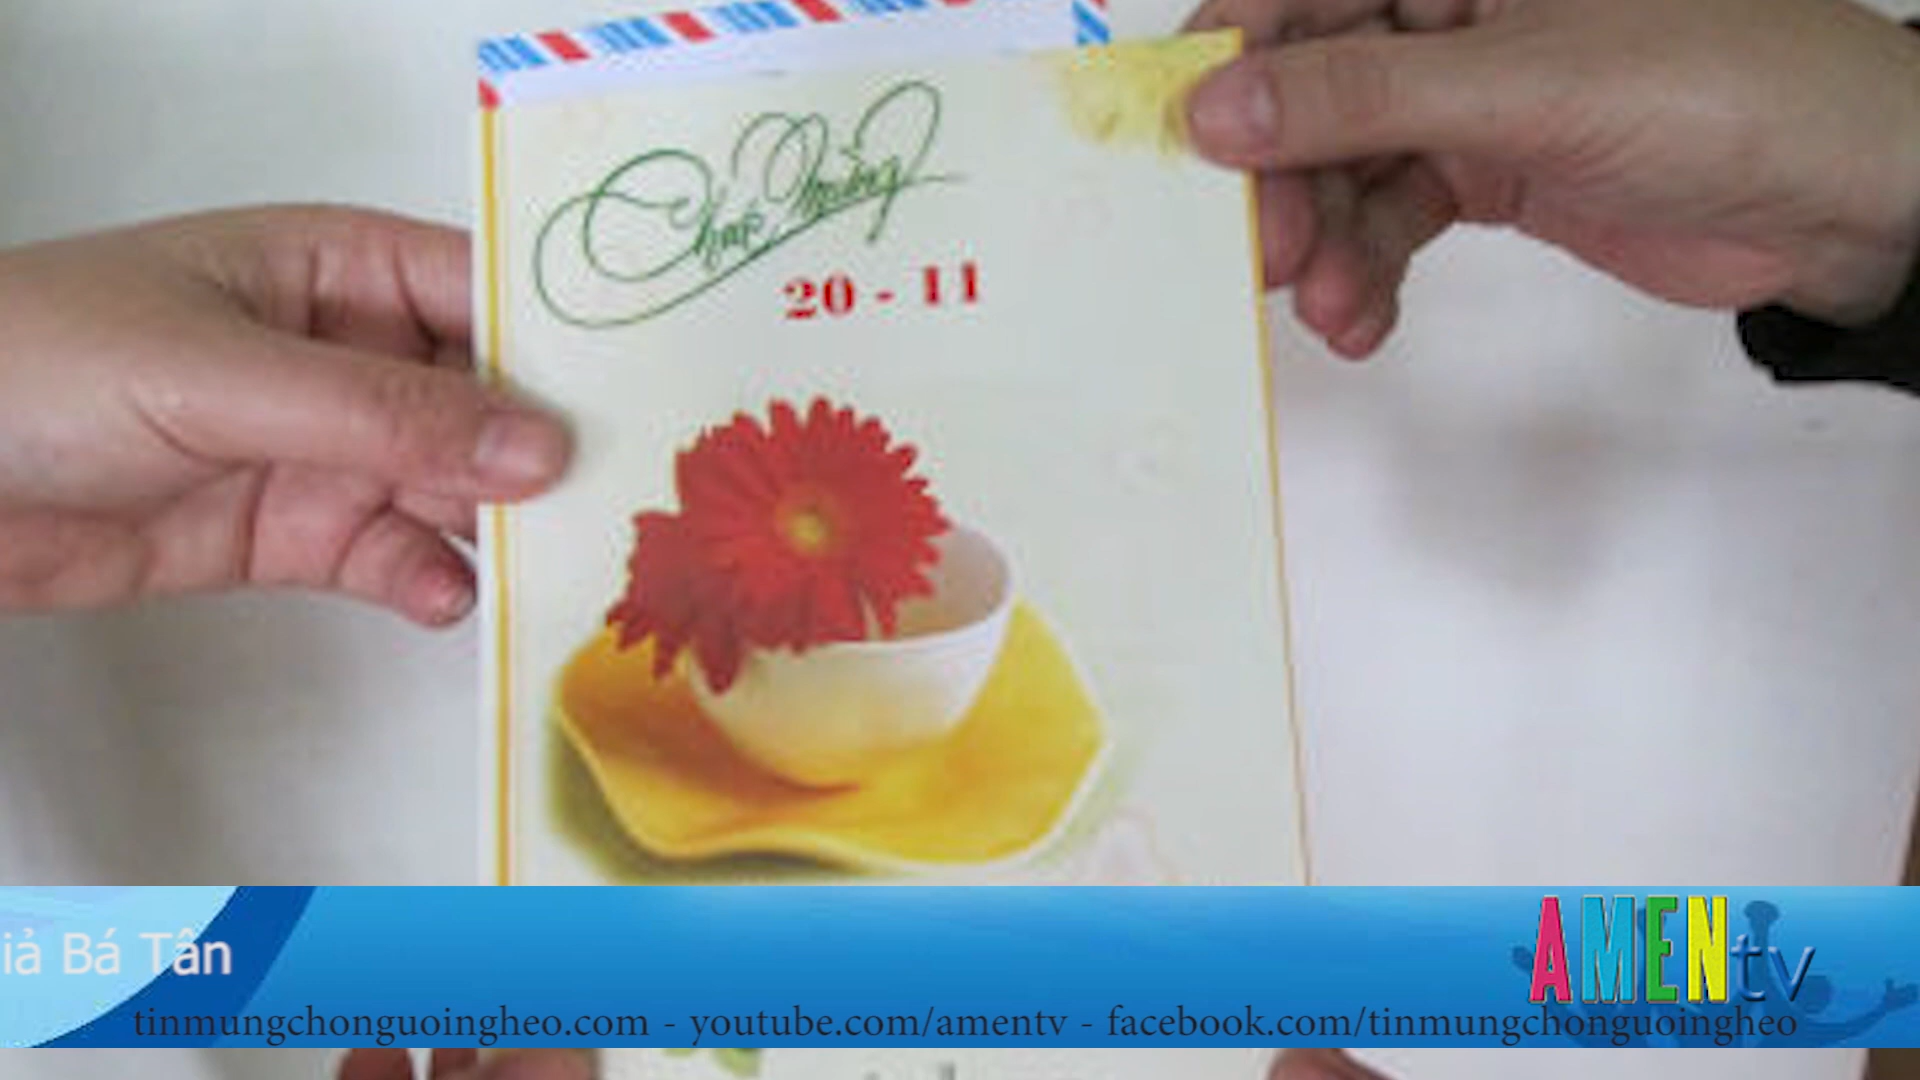 Chúc Mừng
20 - 11
iả Bá Tân
AMENtv
tinmungchonguoingheo.com - youtube.com/amentv - facebook.com/tinmungchonguoingheo